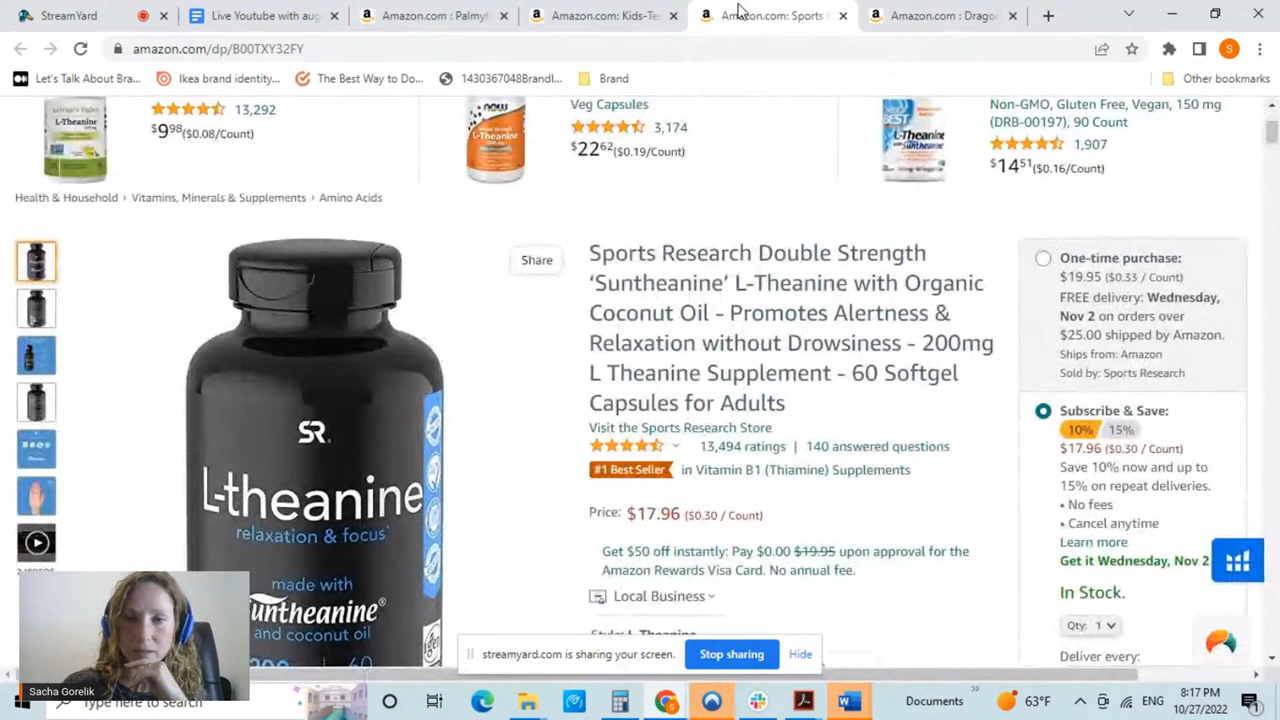 StreamYard
Live Youtube with aug
Amazon.com : Palmyt
Amazon.com: Kids-Te
Amazon.com: Sports
Amazon.com : Drago
amazon.com/dp/B00TXY32FY
S
Let's Talk About Bra...
Ikea brand identity...
The Best Way to Do...
1430367048BrandI...
Brand
Other bookmarks
13,292
$9.98 ($0.08/Count)
L-Theanine
Veg Capsules
3,174
$22.62 ($0.19/Count)
NOW
L-Theanine
Non-GMO, Gluten Free, Vegan, 150 mg
(DRB-00197), 90 Count
1,907
$14.51 ($0.16/Count)
Best
L-Theanine
Health & Household › Vitamins, Minerals & Supplements › Amino Acids
Share
Sports Research Double Strength
‘Suntheanine’ L-Theanine with Organic
Coconut Oil - Promotes Alertness &
Relaxation without Drowsiness - 200mg
L Theanine Supplement - 60 Softgel
Capsules for Adults
Visit the Sports Research Store
13,494 ratings | 140 answered questions
#1 Best Seller in Vitamin B1 (Thiamine) Supplements
Price: $17.96 ($0.30 / Count)
Get $50 off instantly: Pay $0.00 $19.95 upon approval for the
Amazon Rewards Visa Card. No annual fee.
Local Business
Style: L-Theanine
One-time purchase:
$19.95 ($0.33 / Count)
FREE delivery: Wednesday,
Nov 2 on orders over
$25.00 shipped by Amazon.
Ships from: Amazon
Sold by: Sports Research
Subscribe & Save:
10% 15%
$17.96 ($0.30 / Count)
Save 10% now and up to
15% on repeat deliveries.
• No fees
• Cancel anytime
Learn more
Get it Wednesday, Nov 2
In Stock.
Qty: 1
Deliver every:
SR
L-theanine
relaxation & focus
made with
Suntheanine®
and coconut oil
200 60
streamyard.com is sharing your screen.
Stop sharing
Hide
Sacha Gorelik
Type here to search
Documents
63°F
ENG
8:17 PM
10/27/2022